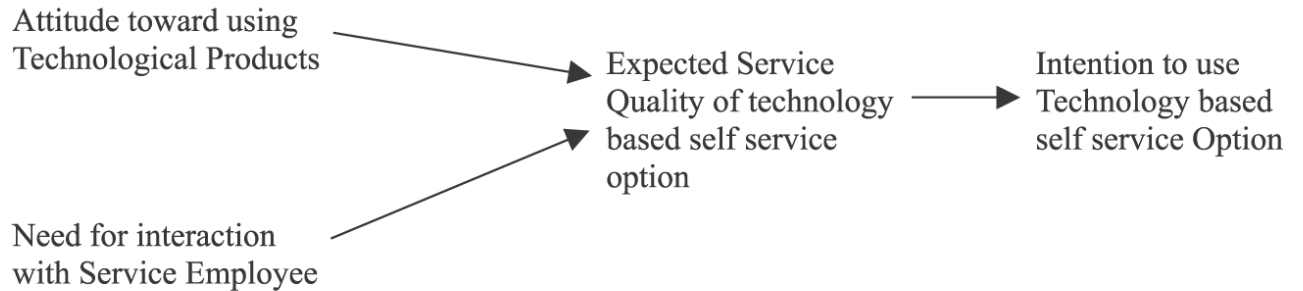 Attitude toward using
Technological Products
Expected Service
Quality of technology
based self service
option
Intention to use
Technology based
self service Option
Need for interaction
with Service Employee